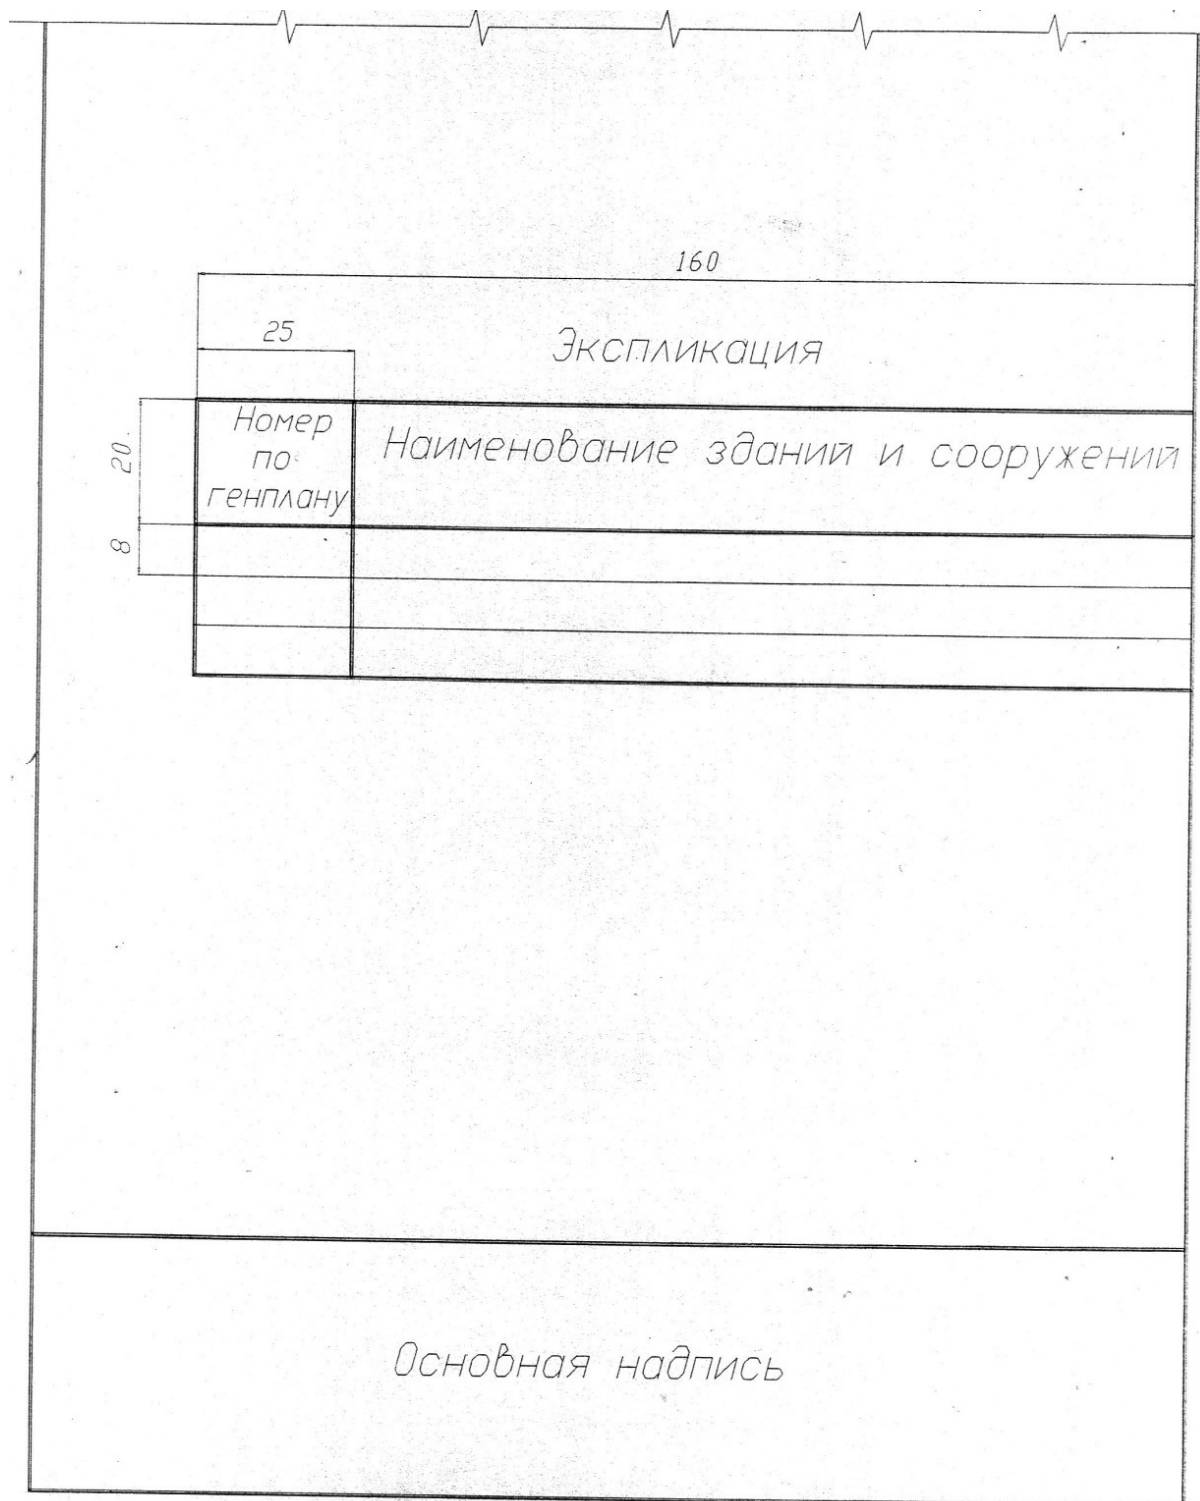 160
25
Экспликация
20
Номер
по
генплану
Наименование зданий и сооружений
8
Основная надпись